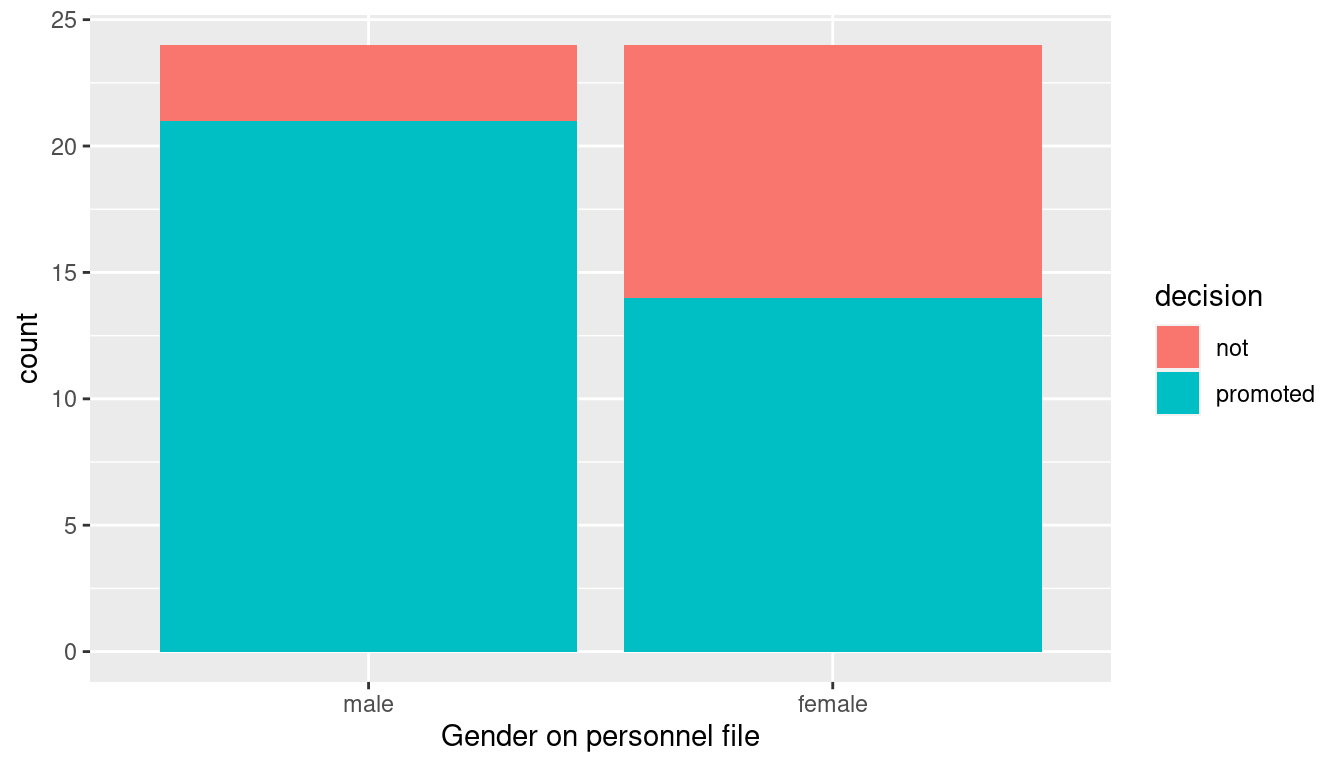 25
20
15
10
5
0
count
male female
Gender on personnel file
decision
not
promoted